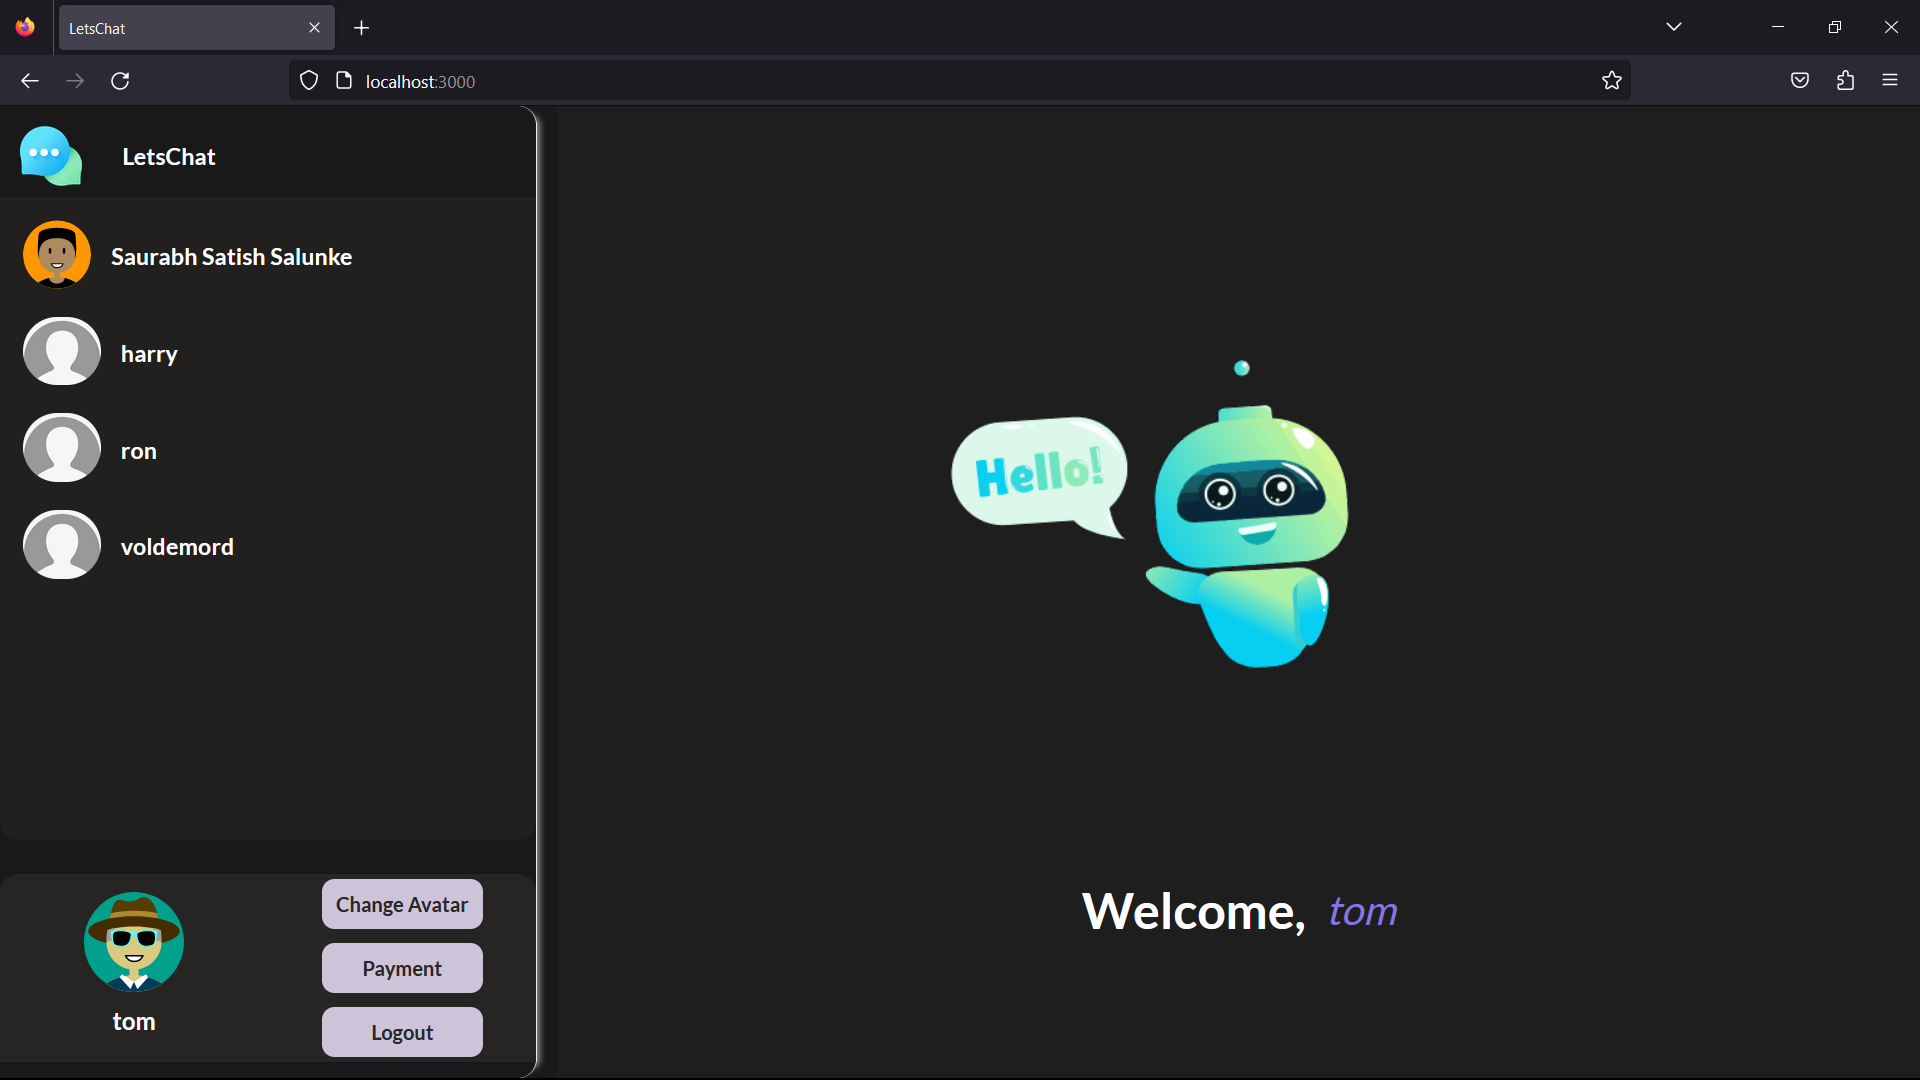 LetsChat
localhost:3000
LetsChat
Saurabh Satish Salunke
harry
ron
voldemord
Hello!
Welcome, tom
Change Avatar
Payment
Logout
tom